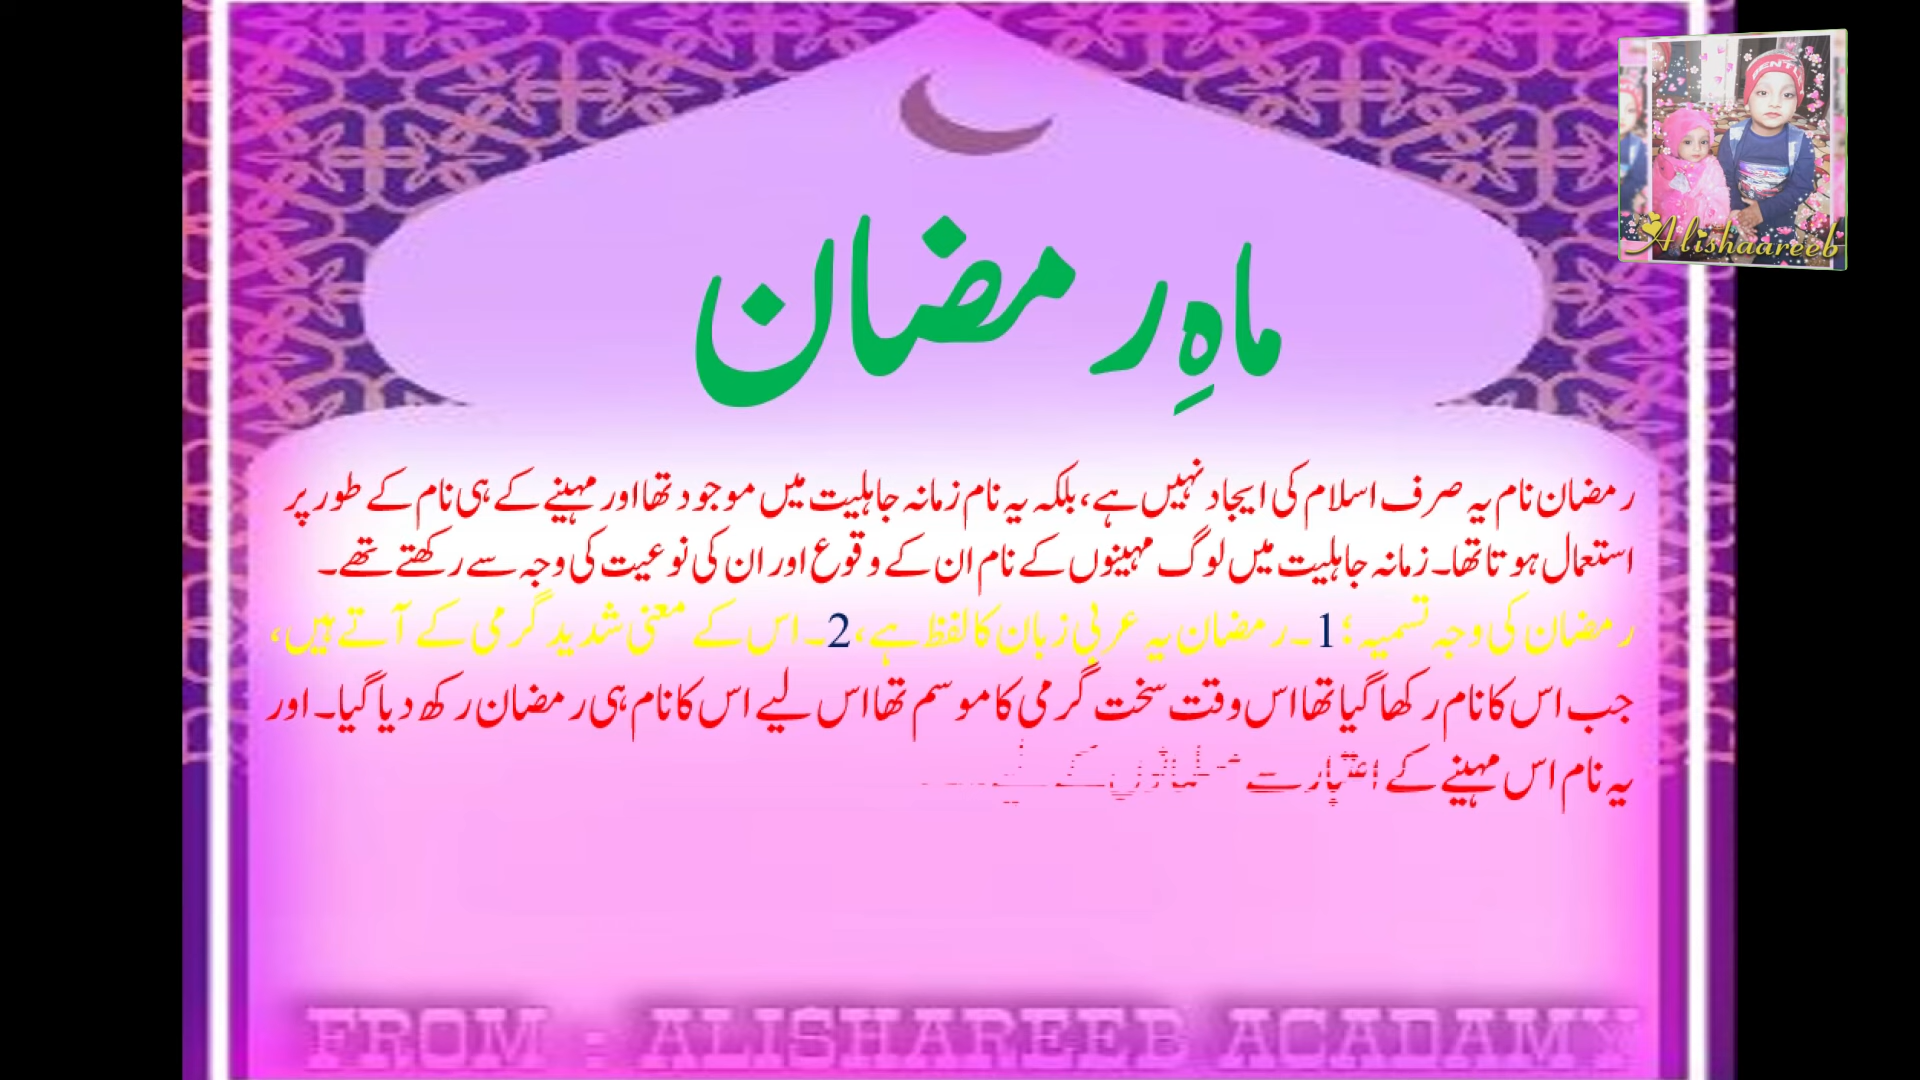 ماہِ رمضان
رمضان نام یہ صرف اسلام کی ایجاد نہیں ہے، بلکہ یہ نام زمانہ جاہلیت میں موجود تھا اور مہینے کے ہی نام کے طور پر
استعمال ہوتا تھا۔ زمانہ جاہلیت میں لوگ مہینوں کے نام ان کے وقوع اور ان کی نوعیت کی وجہ سے رکھتے تھے۔
رمضان کی وجہ تسمیہ ؛ 1۔ رمضان یہ عربی زبان کا لفظ ہے، 2۔ اس کے معنی شدید گرمی کے آتے ہیں،
جب اس کا نام رکھا گیا تھا اس وقت سخت گرمی کا موسم تھا اس لیے اس کا نام ہی رمضان رکھ دیا گیا۔ اور
یہ نام اس مہینے کے اعتبار سے
FROM : ALISHAREEB ACADAMY
Alishaareeb
GENTL